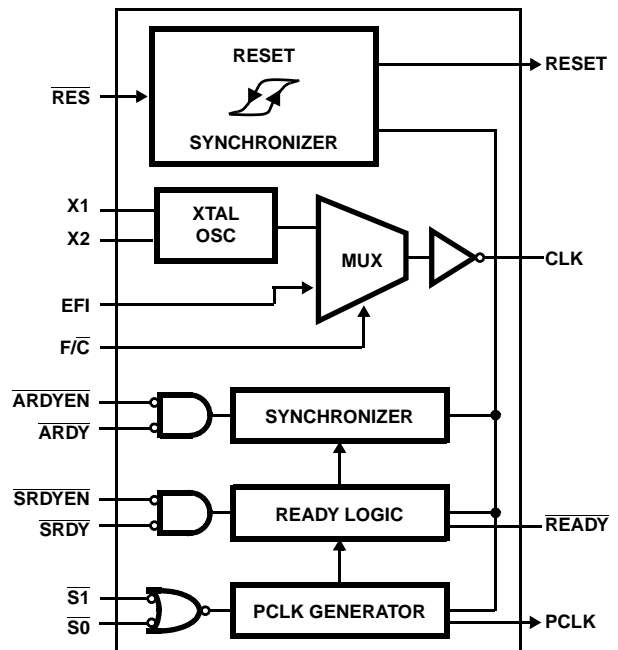 RESET
SYNCHRONIZER
RES
RESET
X1
X2
XTAL
OSC
MUX
CLK
EFI
F/C
ARDYEN
ARDY
SYNCHRONIZER
SRDYEN
SRDY
READY LOGIC
READY
S1
S0
PCLK GENERATOR
PCLK